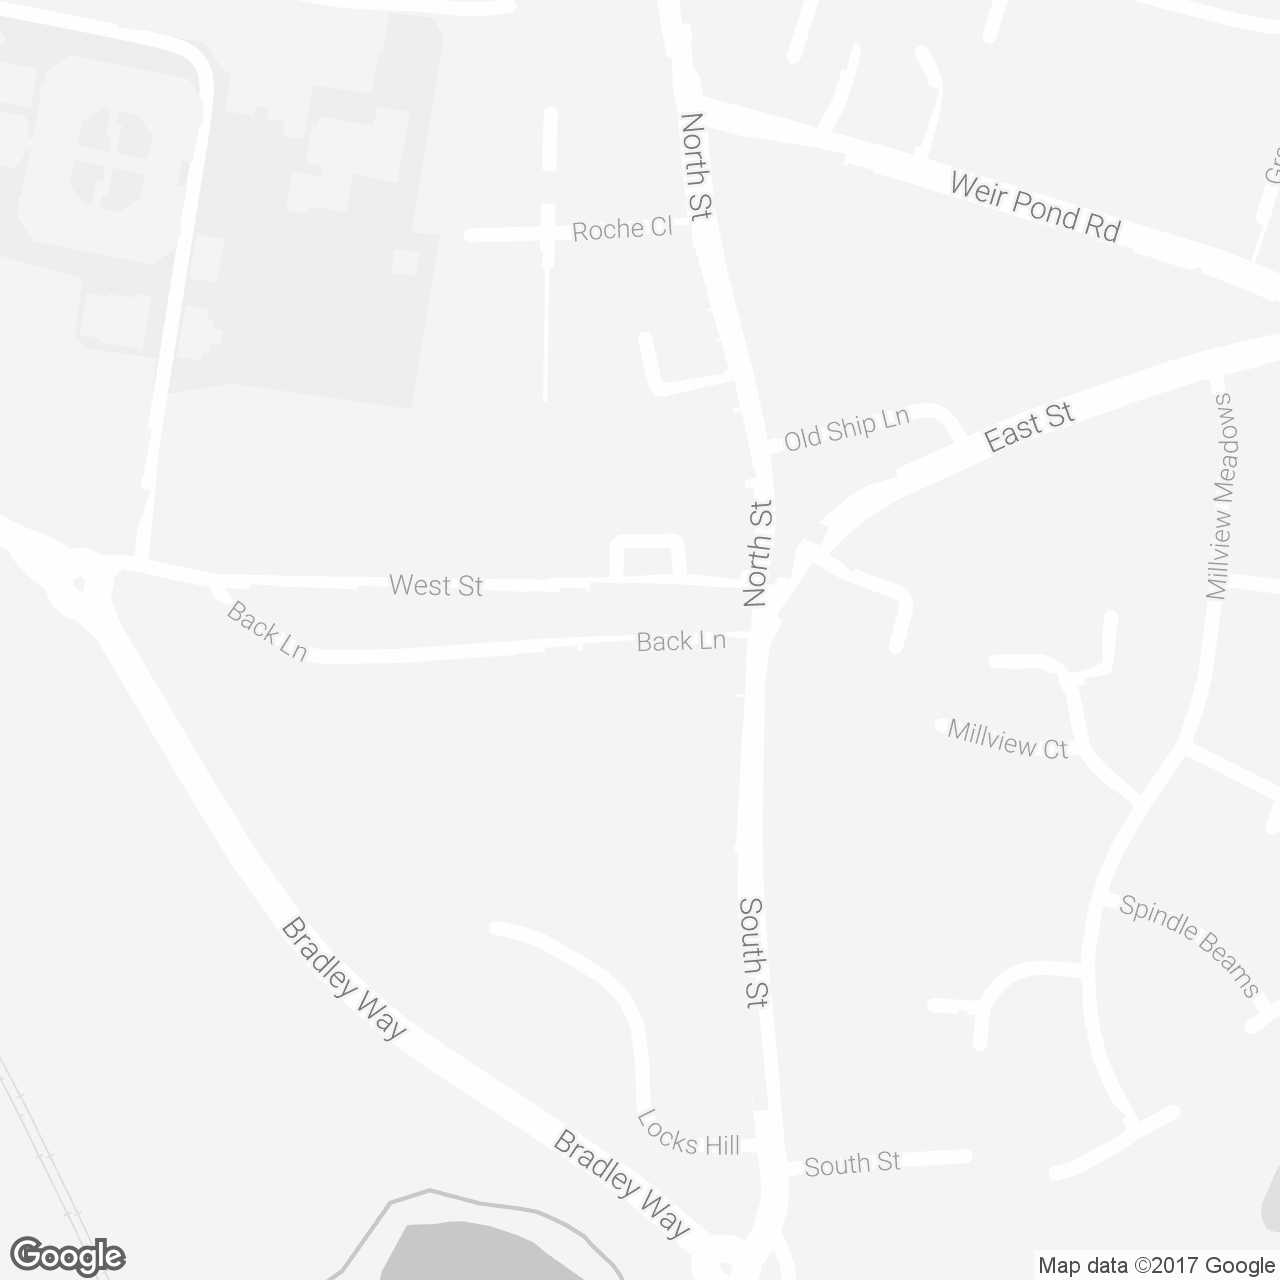 North St
Weir Pond Rd
Gre
Roche Cl
Old Ship Ln
East St
Millview Meadows
North St
West St
Back Ln
Back Ln
Millview Ct
Spindle Beams
South St
Bradley Way
Locks Hill
Bradley Way
South St
Google
Map data ©2017 Google